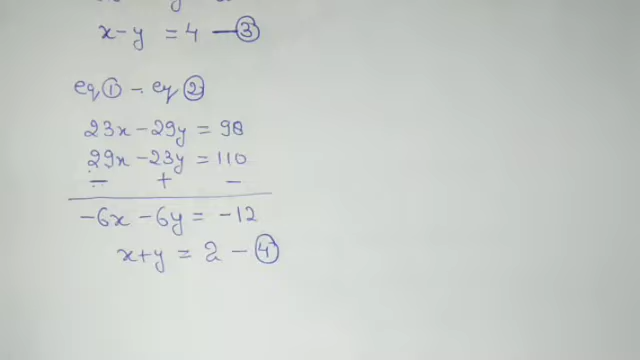 x - y = 4 — ③
eq ① - eq ②
23x - 29y = 98
29x - 23y = 110
- + -
-6x - 6y = -12
x + y = 2 - ④